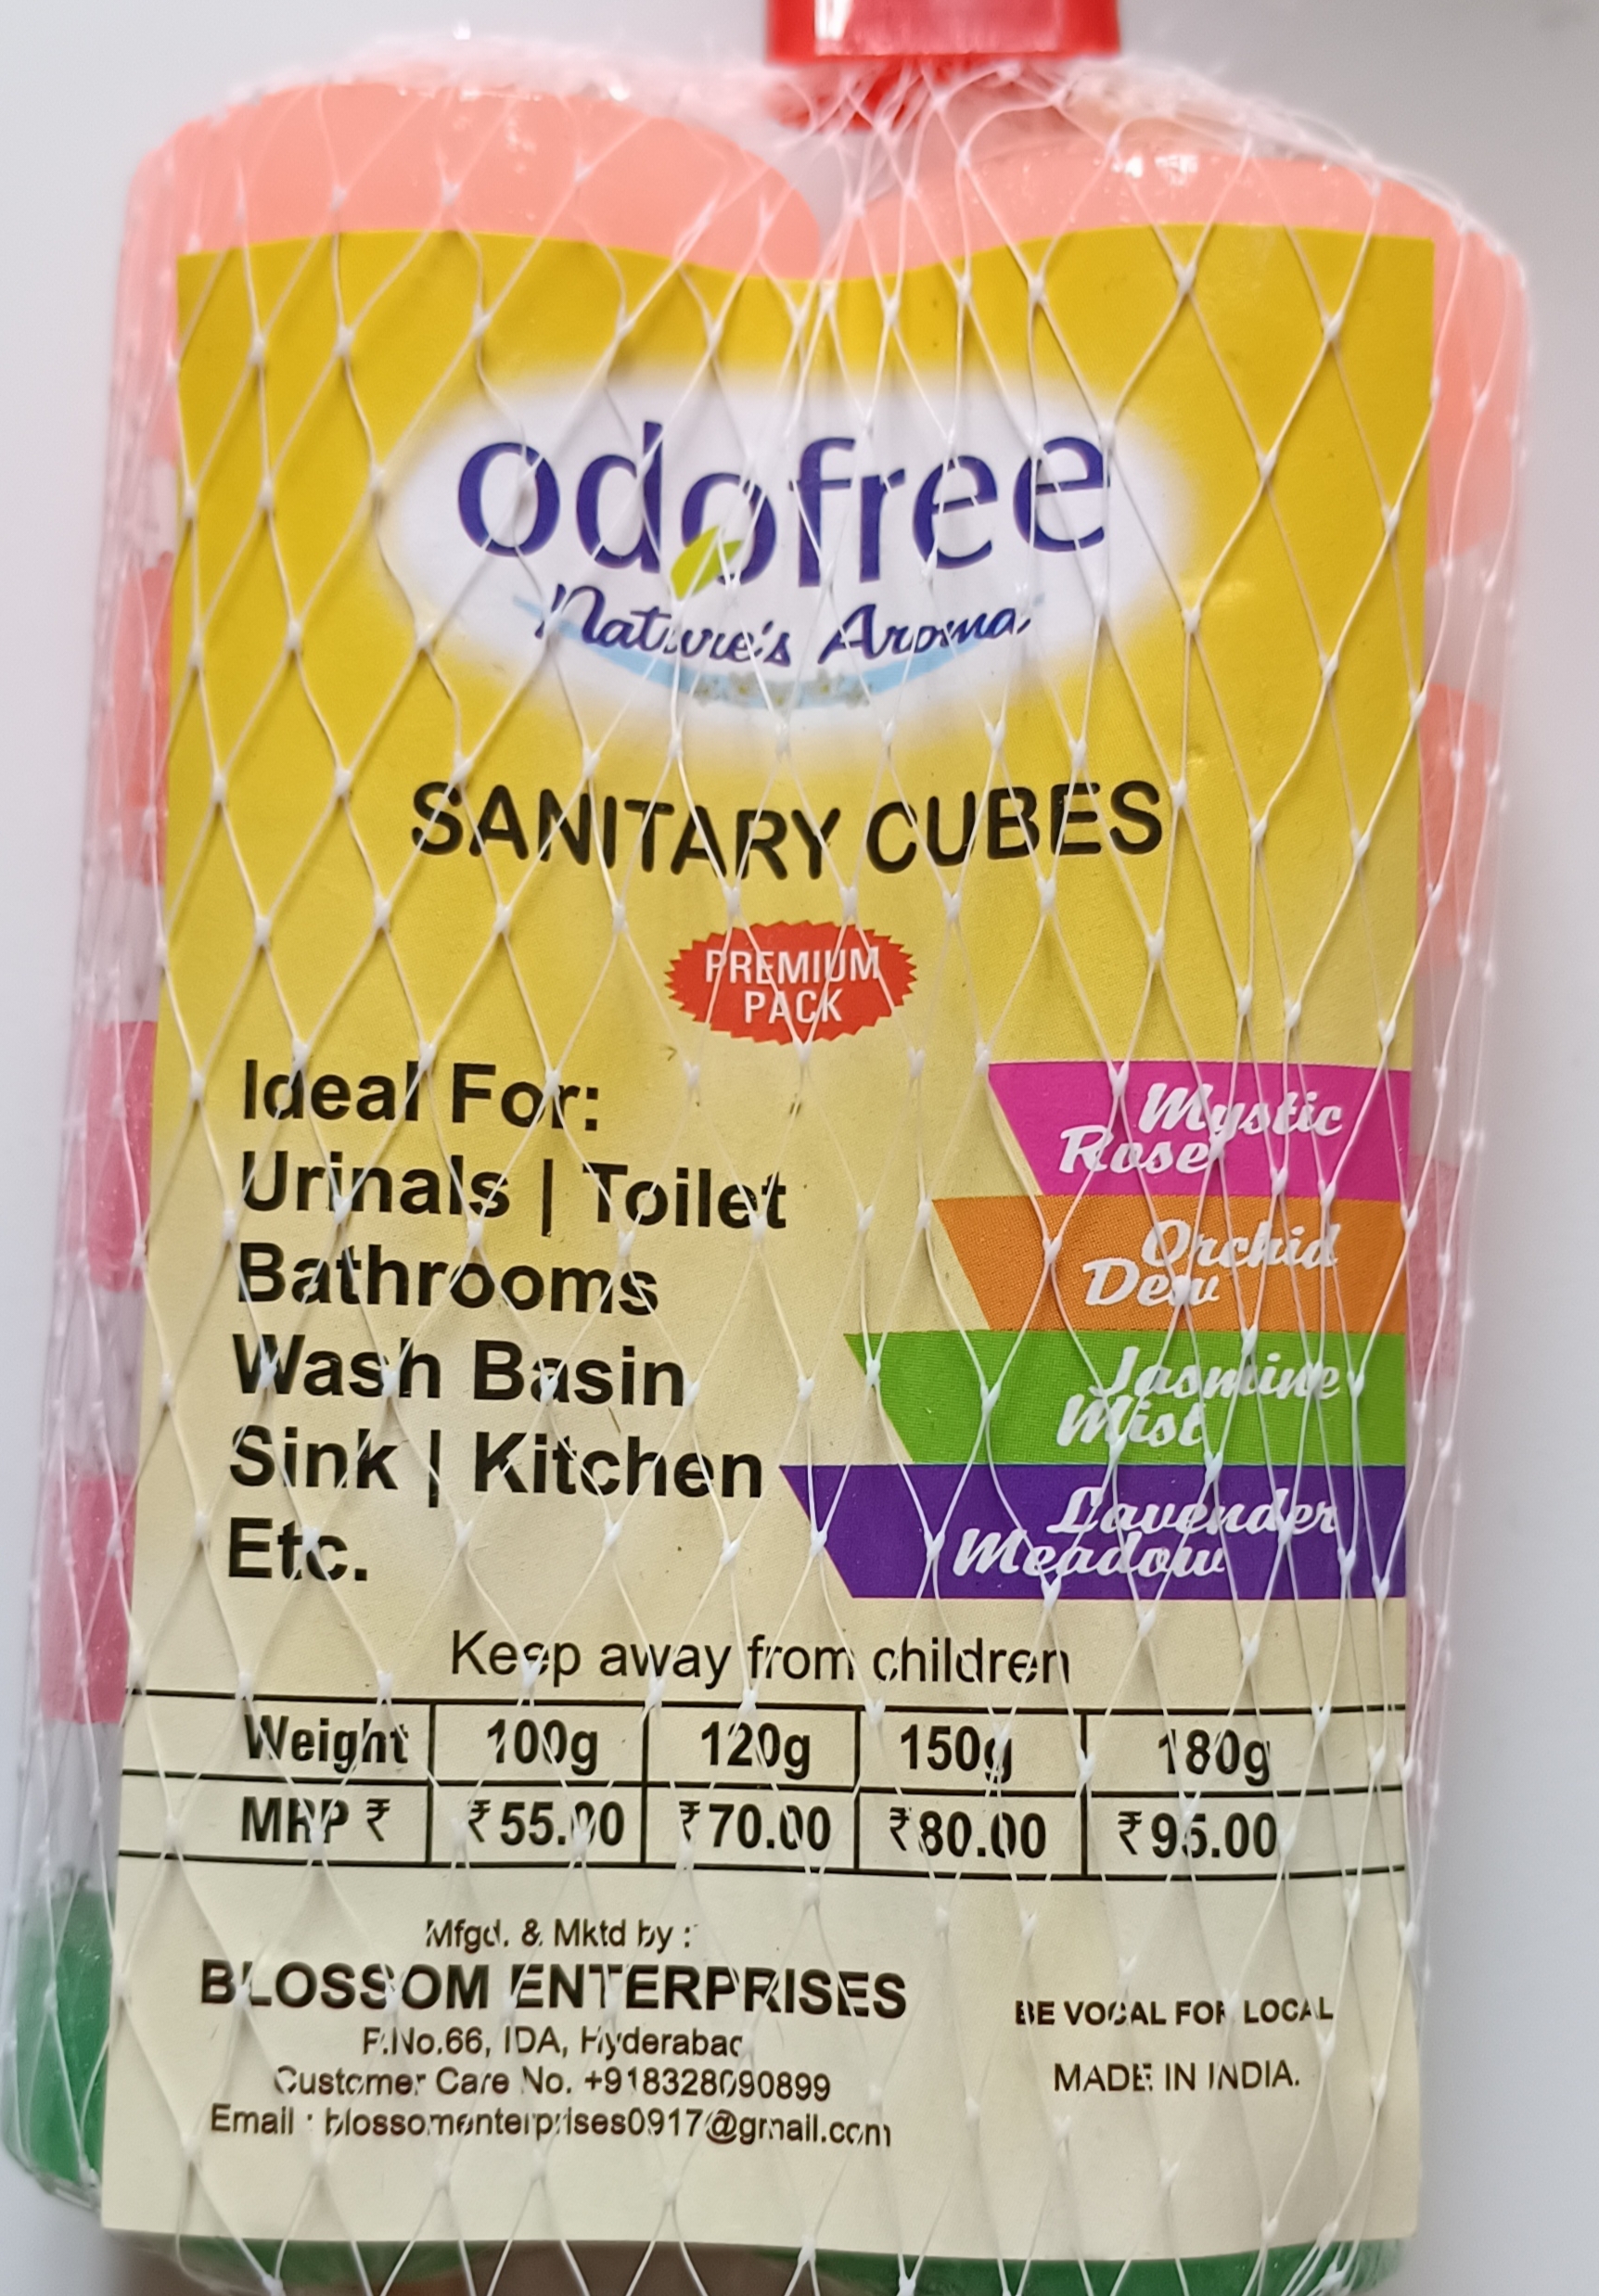 odofree
Nature's Aroma
SANITARY CUBES
PREMIUM
PACK
Ideal For:
Urinals | Toilet
Bathrooms
Wash Basin
Sink | Kitchen
Etc.
Mystic
Rose
Orchid
Dew
Jasmine
Mist
Lavender
Meadow
Keep away from children
Weight 100g 120g 150g 180g
MRP ₹ ₹55.00 ₹70.00 ₹80.00 ₹95.00
Mfgd. & Mktd by :
BLOSSOM ENTERPRISES
P.No.66, IDA, Hyderabad
Customer Care No. +918328090899
Email : blossomenterprises0917@gmail.com
BE VOCAL FOR LOCAL
MADE IN INDIA.